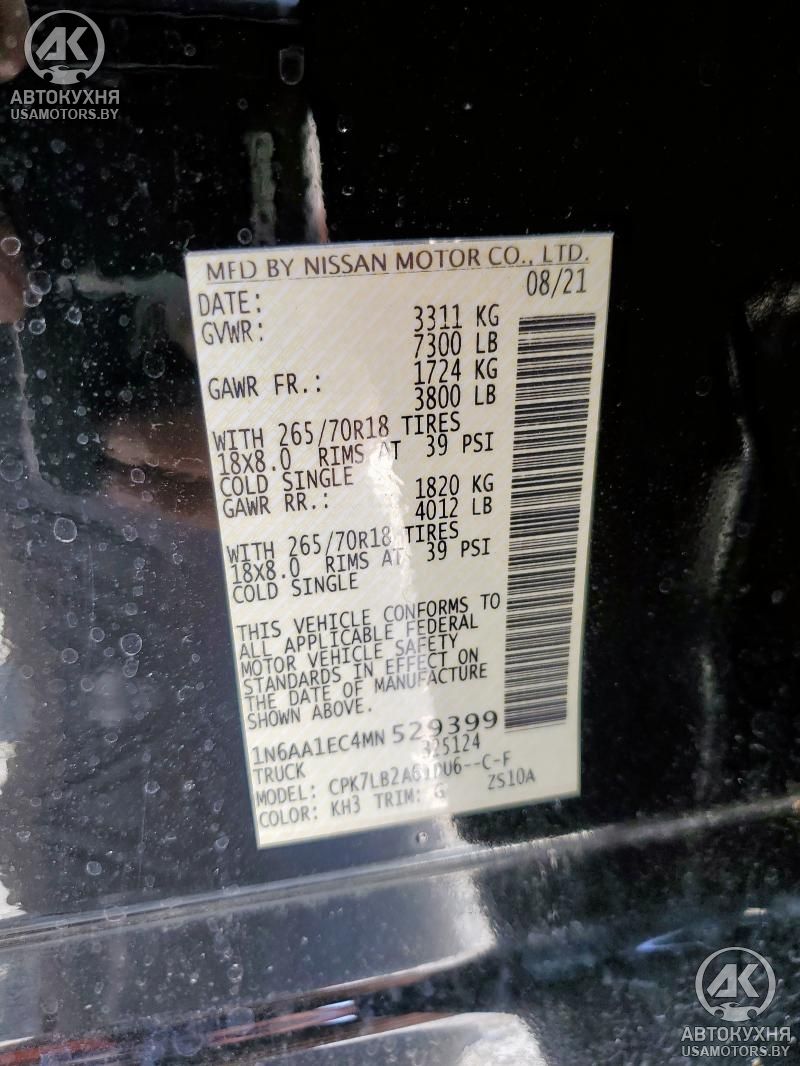 AK
АВТОКУХНЯ
USAMOTORS.BY
MFD BY NISSAN MOTOR CO., LTD.
DATE: 08/21
GVWR: 3311 KG
7300 LB
GAWR FR.: 1724 KG
3800 LB
WITH 265/70R18 TIRES
18X8.0 RIMS AT 39 PSI
COLD SINGLE
GAWR RR.: 1820 KG
4012 LB
WITH 265/70R18 TIRES
18X8.0 RIMS AT 39 PSI
COLD SINGLE
THIS VEHICLE CONFORMS TO
ALL APPLICABLE FEDERAL
MOTOR VEHICLE SAFETY
STANDARDS IN EFFECT ON
THE DATE OF MANUFACTURE
SHOWN ABOVE.
1N6AA1EC4MN 529399
TRUCK 325124
MODEL: --C-F
COLOR: KH3 TRIM: G ZS10A
AK
АВТОКУХНЯ
USAMOTORS.BY